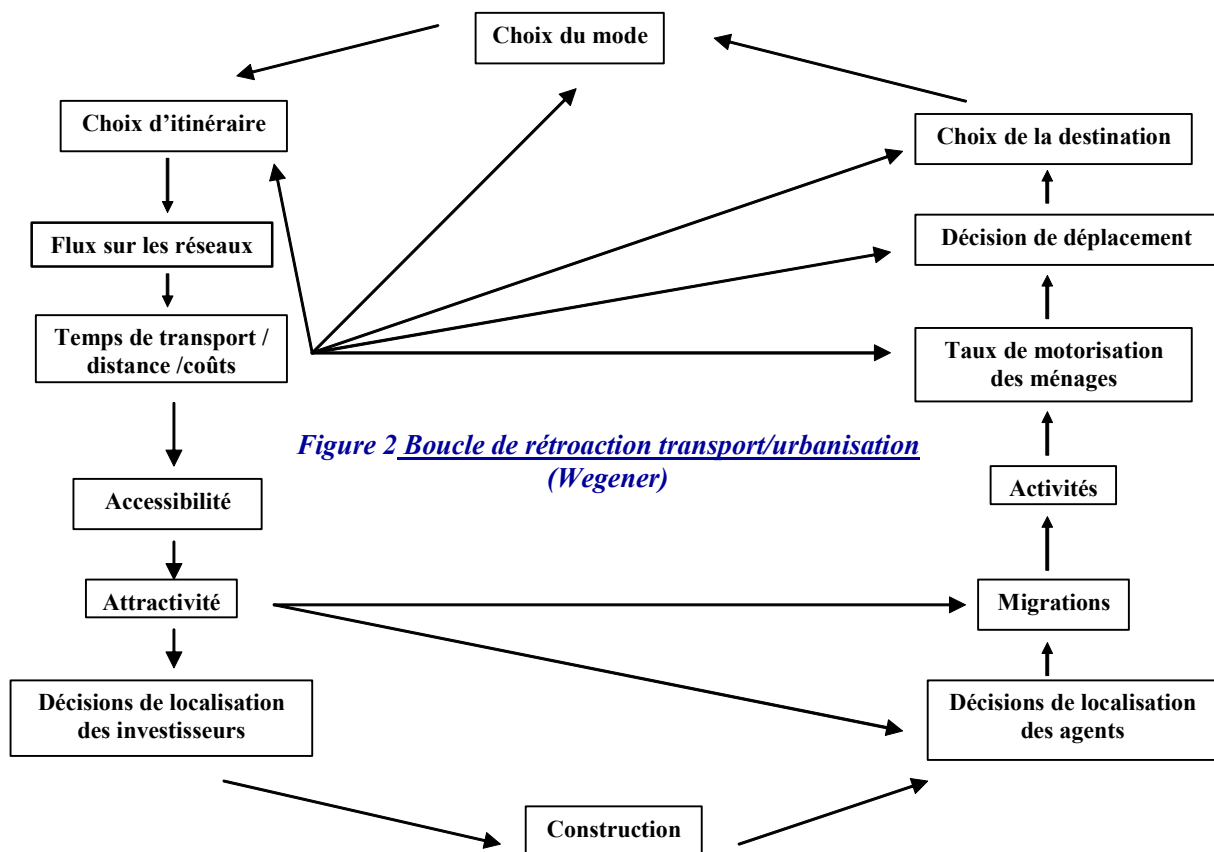 Choix du mode
Choix d'itinéraire
Choix de la destination
Flux sur les réseaux
Décision de déplacement
Temps de transport /
distance /coûts
Taux de motorisation
des ménages
Figure 2 Boucle de rétroaction transport/urbanisation
(Wegener)
Accessibilité
Activités
Attractivité
Migrations
Décisions de localisation
des investisseurs
Décisions de localisation
des agents
Construction